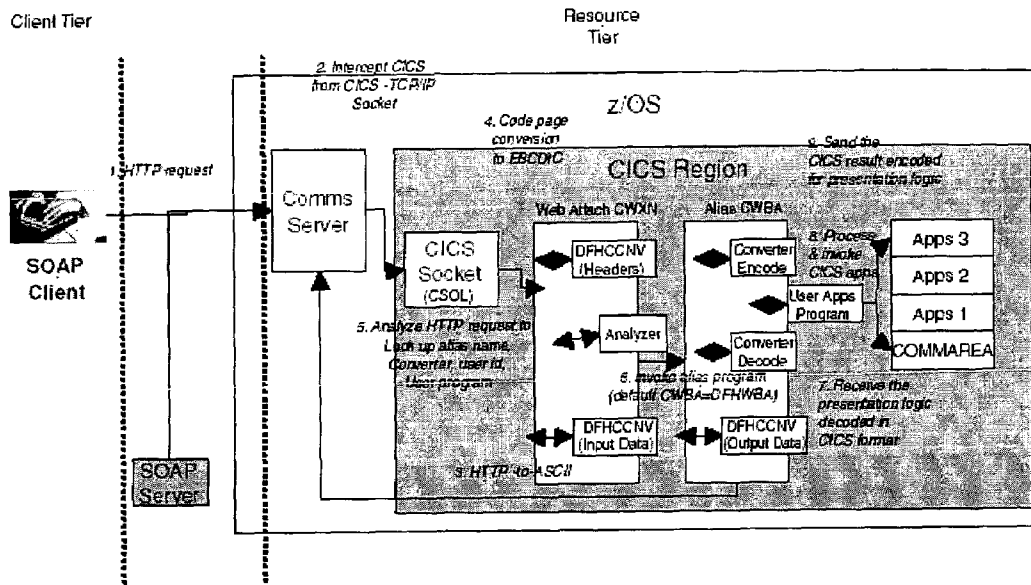 Client Tier
Resource
Tier
2. Intercept CICS
from CICS -TCP/IP
Socket
z/OS
4. Code page
conversion
to EBCDIC
9. Send the
CICS result encoded
for presentation logic
1. HTTP request
CICS Region
Comms
Server
Web Attach CWXN
Alias CWBA
SOAP
Client
CICS
Socket
(CSOL)
DFHCCNV
(Headers)
Converter
Encode
8. Process
& invoke
CICS apps
Apps 3
Apps 2
Apps 1
COMMAREA
User Apps
Program
5. Analyze HTTP request to
Look up alias name,
Converter, user id,
User program
Analyzer
Converter
Decode
6. Invoke alias program
(default CWBA=DFHWBA)
7. Receive the
presentation logic
decoded in
CICS format
DFHCCNV
(Input Data)
DFHCCNV
(Output Data)
3. HTTP -to-ASCII
SOAP
Server